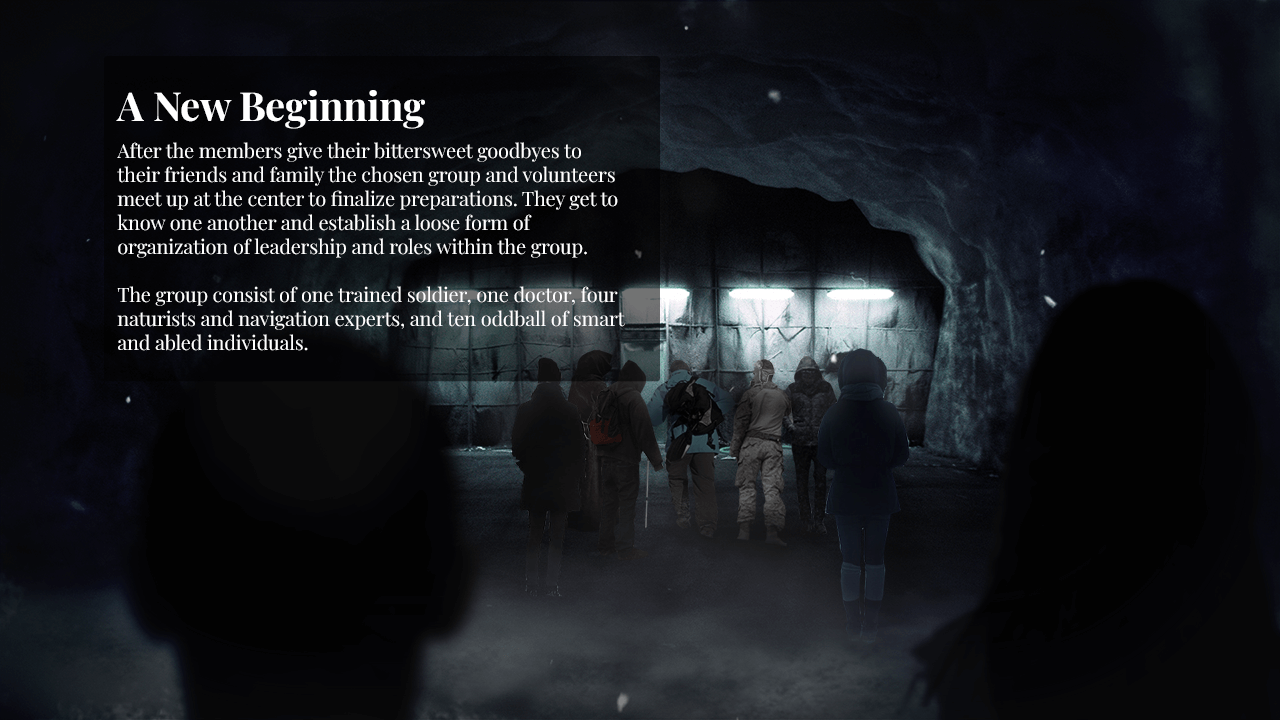 A New Beginning
After the members give their bittersweet goodbyes to
their friends and family the chosen group and volunteers
meet up at the center to finalize preparations. They get to
know one another and establish a loose form of
organization of leadership and roles within the group.
The group consist of one trained soldier, one doctor, four
naturists and navigation experts, and ten oddball of smart
and abled individuals.